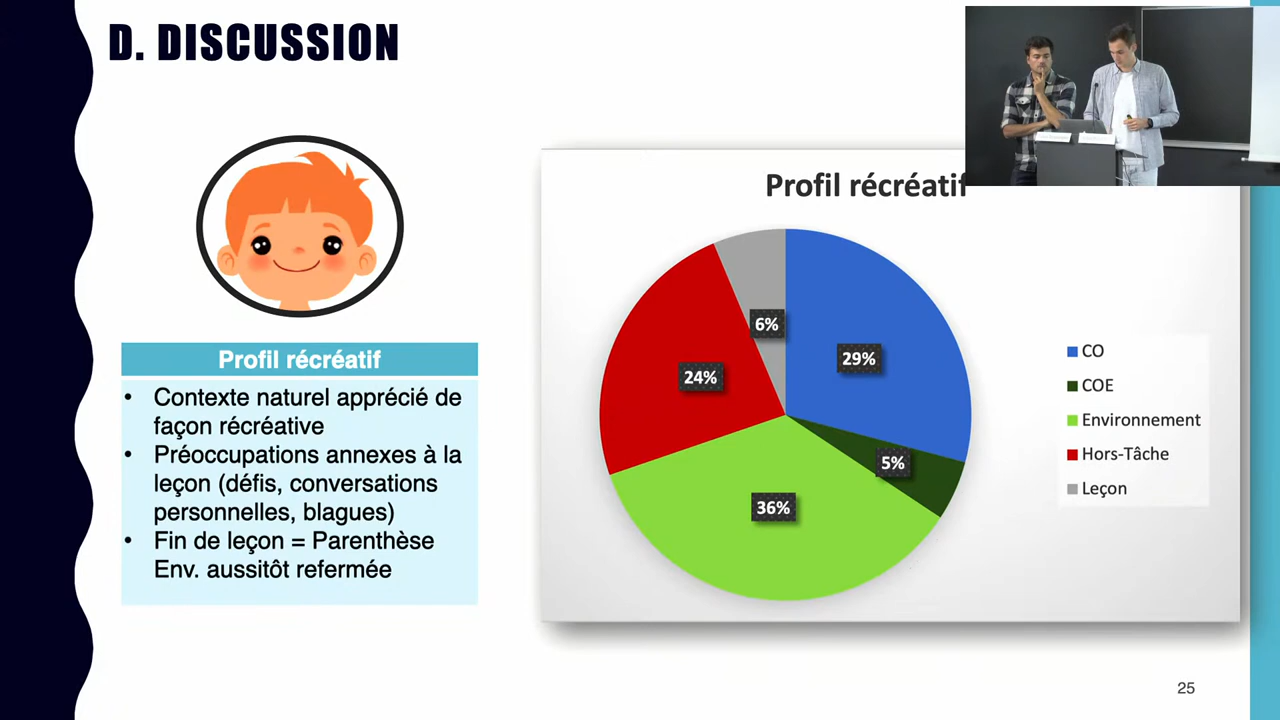 D. DISCUSSION
Profil récréatif
• Contexte naturel apprécié de
façon récréative
• Préoccupations annexes à la
leçon (défis, conversations
personnelles, blagues)
• Fin de leçon = Parenthèse
Env. aussitôt refermée
Profil récréatif
6%
29%
24%
5%
36%
CO
COE
Environnement
Hors-Tâche
Leçon
25